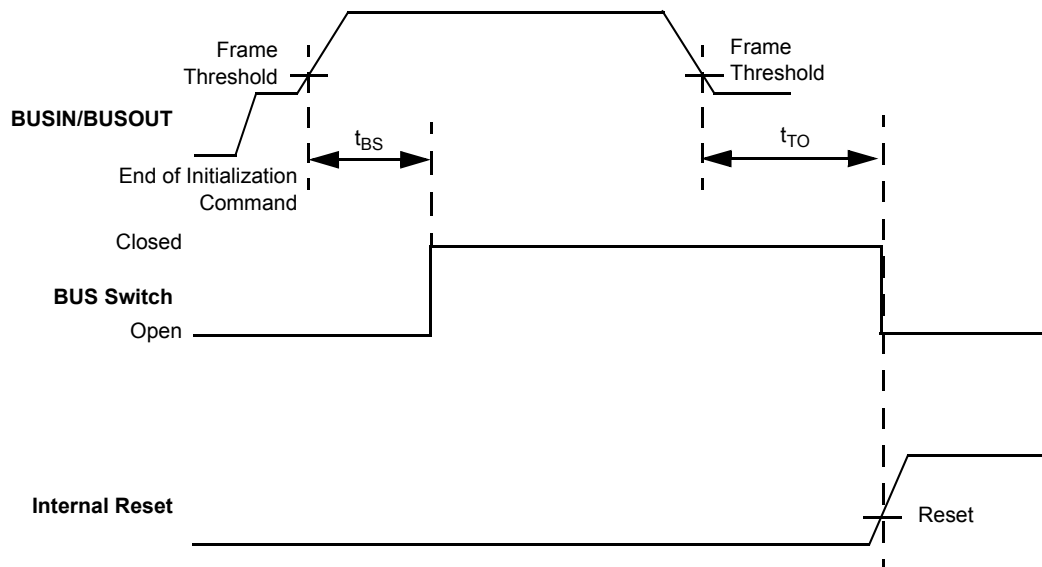 Frame
Threshold
Frame
Threshold
BUSIN/BUSOUT
tBS
tTO
End of Initialization
Command
Closed
BUS Switch
Open
Internal Reset
Reset